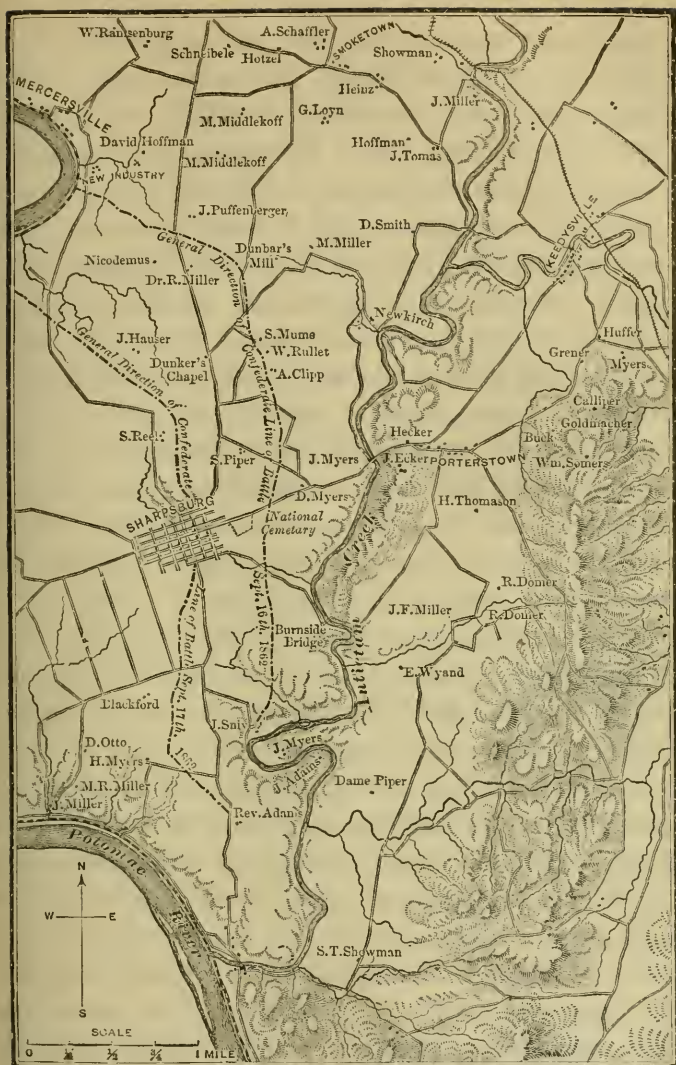 W. Rantsenburg
Schneibele
Hotzel
A. Schaffler
SMOKETOWN
Showman
Heinz
J. Miller
MERCERSVILLE
M. Middlekoff
G. Loyn
David Hoffman
M. Middlekoff
Hoffman
J. Tomas
NEW INDUSTRY
J. Puffenberger
D. Smith
KEEDYSVILLE
Nicodemus
Dunbar's
Mill
M. Miller
Dr. R. Miller
General Direction of Confederate Line of Battle Sept. 16th. 1862
Newkirch
J. Hauser
S. Mume
W. Rullet
A. Clipp
Dunker's
Chapel
General Direction of Confederate
Line of Battle Sept. 17th. 1862
Huffer
Grener
Myers
Calliper
Goldmacher
Buck
Wm. Somers
S. Reel
Hecker
S. Piper
J. Myers
J. Ecker
PORTERSTOWN
SHARPSBURG
D. Myers
National
Cemetary
H. Thomason
Antietam Creek
R. Domer
J. F. Miller
R. Domer
Burnside
Bridge
E. Wyand
Blackford
J. Sniv
D. Otto
H. Myers
J. Myers
J. Adams
M. R. Miller
J. Miller
Dame Piper
Rev. Adams
Potomac River
N
W
E
S
S. T. Showman
SCALE
0 ¼ ½ ¾ 1 MILE